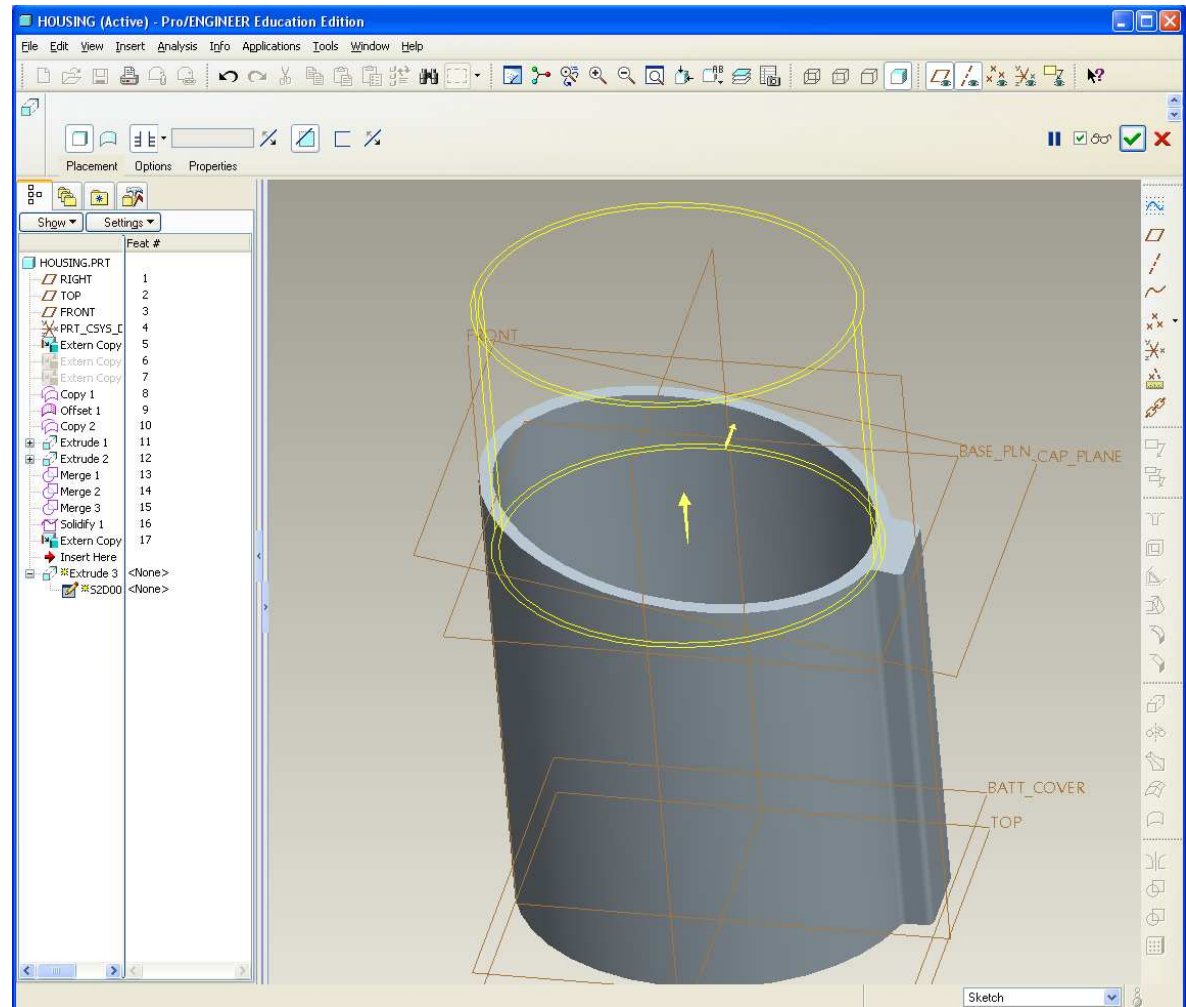 HOUSING (Active) - Pro/ENGINEER Education Edition
File Edit View Insert Analysis Info Applications Tools Window Help
Placement Options Properties
Show Settings
Feat #
HOUSING.PRT
RIGHT 1
TOP 2
FRONT 3
PRT_CSYS_D 4
Extern Copy 5
Extern Copy 6
Extern Copy 7
Copy 1 8
Offset 1 9
Copy 2 10
Extrude 1 11
Extrude 2 12
Merge 1 13
Merge 2 14
Merge 3 15
Solidify 1 16
Extern Copy 17
Insert Here
Extrude 3 <None>
S2D00 <None>
FRONT
BASE_PLN
CAP_PLANE
BATT_COVER
TOP
Sketch